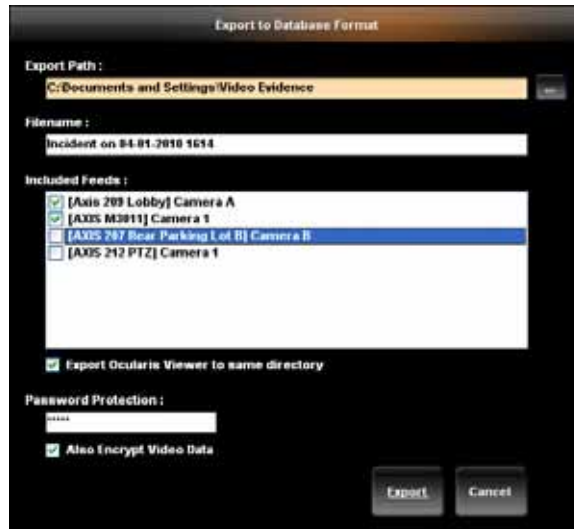 Export to Database Format
Export Path :
C:\Documents and Settings\Video Evidence
...
Filename :
Incident on 04-01-2010 1614
Included Feeds :
[Axis 209 Lobby] Camera A
[AXIS M3011] Camera 1
[AXIS 207 Rear Parking Lot B] Camera B
[AXIS 212 PTZ] Camera 1
Export Ocularis Viewer to same directory
Password Protection :
*****
Also Encrypt Video Data
Export
Cancel